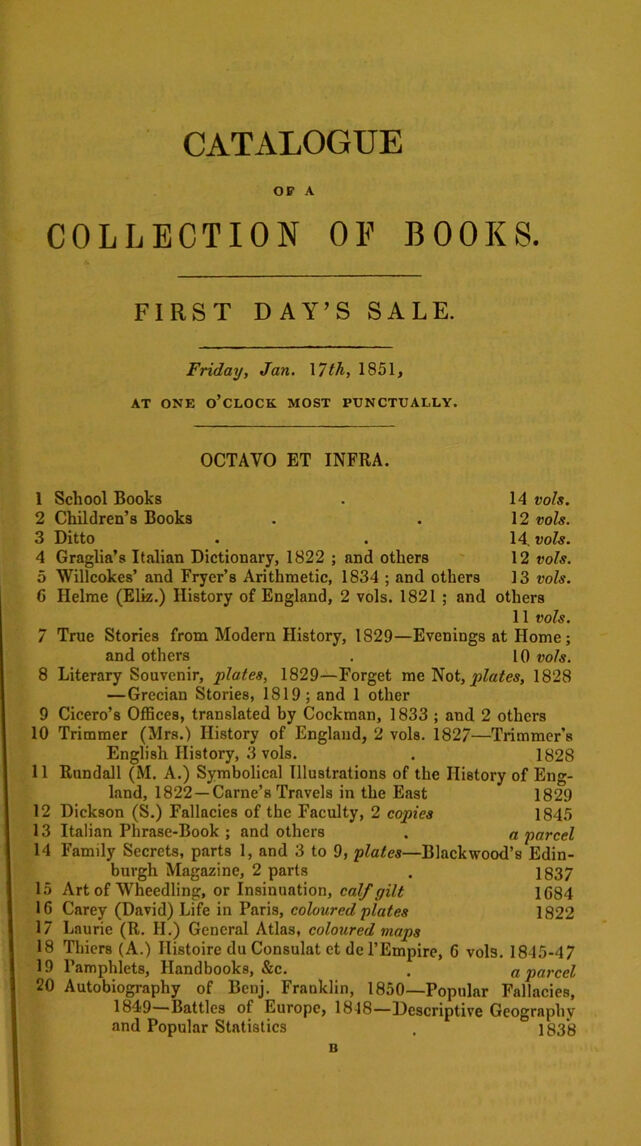 CATALOGUE
OF A
COLLECTION OF BOOKS.
FIRST DAY’S SALE.
Friday, Jan. 17th, 1851,
AT ONE O’CLOCK MOST PUNCTUALLY.
OCTAVO ET INFRA.
1 School Books . 14 vols.
2 Children’s Books . . 12 vols.
3 Ditto . . 14. vols.
4 Graglia’s Italian Dictionary, 1822 ; and others 12 vols.
5 Willcokes’ and Fryer’s Arithmetic, 1834 ; and others 13 vols.
6 Helme (Eliz.) History of England, 2 vols. 1821 ; and others
11 vols.
7 True Stories from Modern History, 1829—Evenings at Home ;
and others . 10 vols.
8 Literary Souvenir, plates, 1829—Forget me Not, plates, 1828
—Grecian Stories, 1819 ; and 1 other
9 Cicero’s Offices, translated by Cockman, 1833 ; and 2 others
10 Trimmer (Mrs.) History of England, 2 vols. 1827—Trimmer’s
English History, 3 vols. . 1828
11 Rundall (M. A.) Symbolical Illustrations of the History of Eng-
land, 1822—Carne’s Travels in the East 1829
12 Dickson (S.) Fallacies of the Faculty, 2 copies 1845
13 Italian Phrase-Book ; and others . a parcel
14 Family Secrets, parts 1, and 3 to 9, plates—Blackwood’s Edin-
burgh Magazine, 2 parts . 1837
15 Art of Wheedling, or Insinuation, calf gilt 1684
16 Carey (David) Life in Paris, coloured plates 1822
17 Laurie (R. H.) General Atlas, coloured maps
18 Thiers (A.) Histoire du Consulat et de l’Empire, 6 vols. 1845-47
19 Pamphlets, Handbooks, &c. . a parcel
20 Autobiography of Benj. Franklin, 1850—Popular Fallacies,
1849—Battles of Europe, 1848—Descriptive Geography
and Popular Statistics . 1838
B